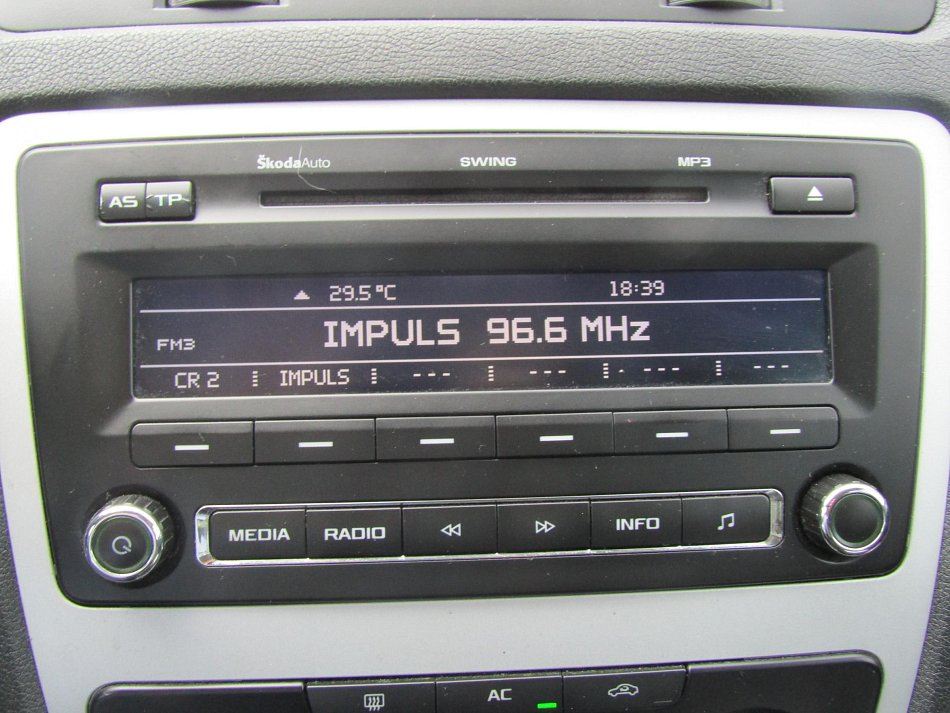 ŠkodaAuto SWING MP3
AS TP
29.5°C 18:39
FM3 IMPULS 96.6 MHz
CR 2 IMPULS --- --- --- ---
MEDIA RADIO INFO
AC